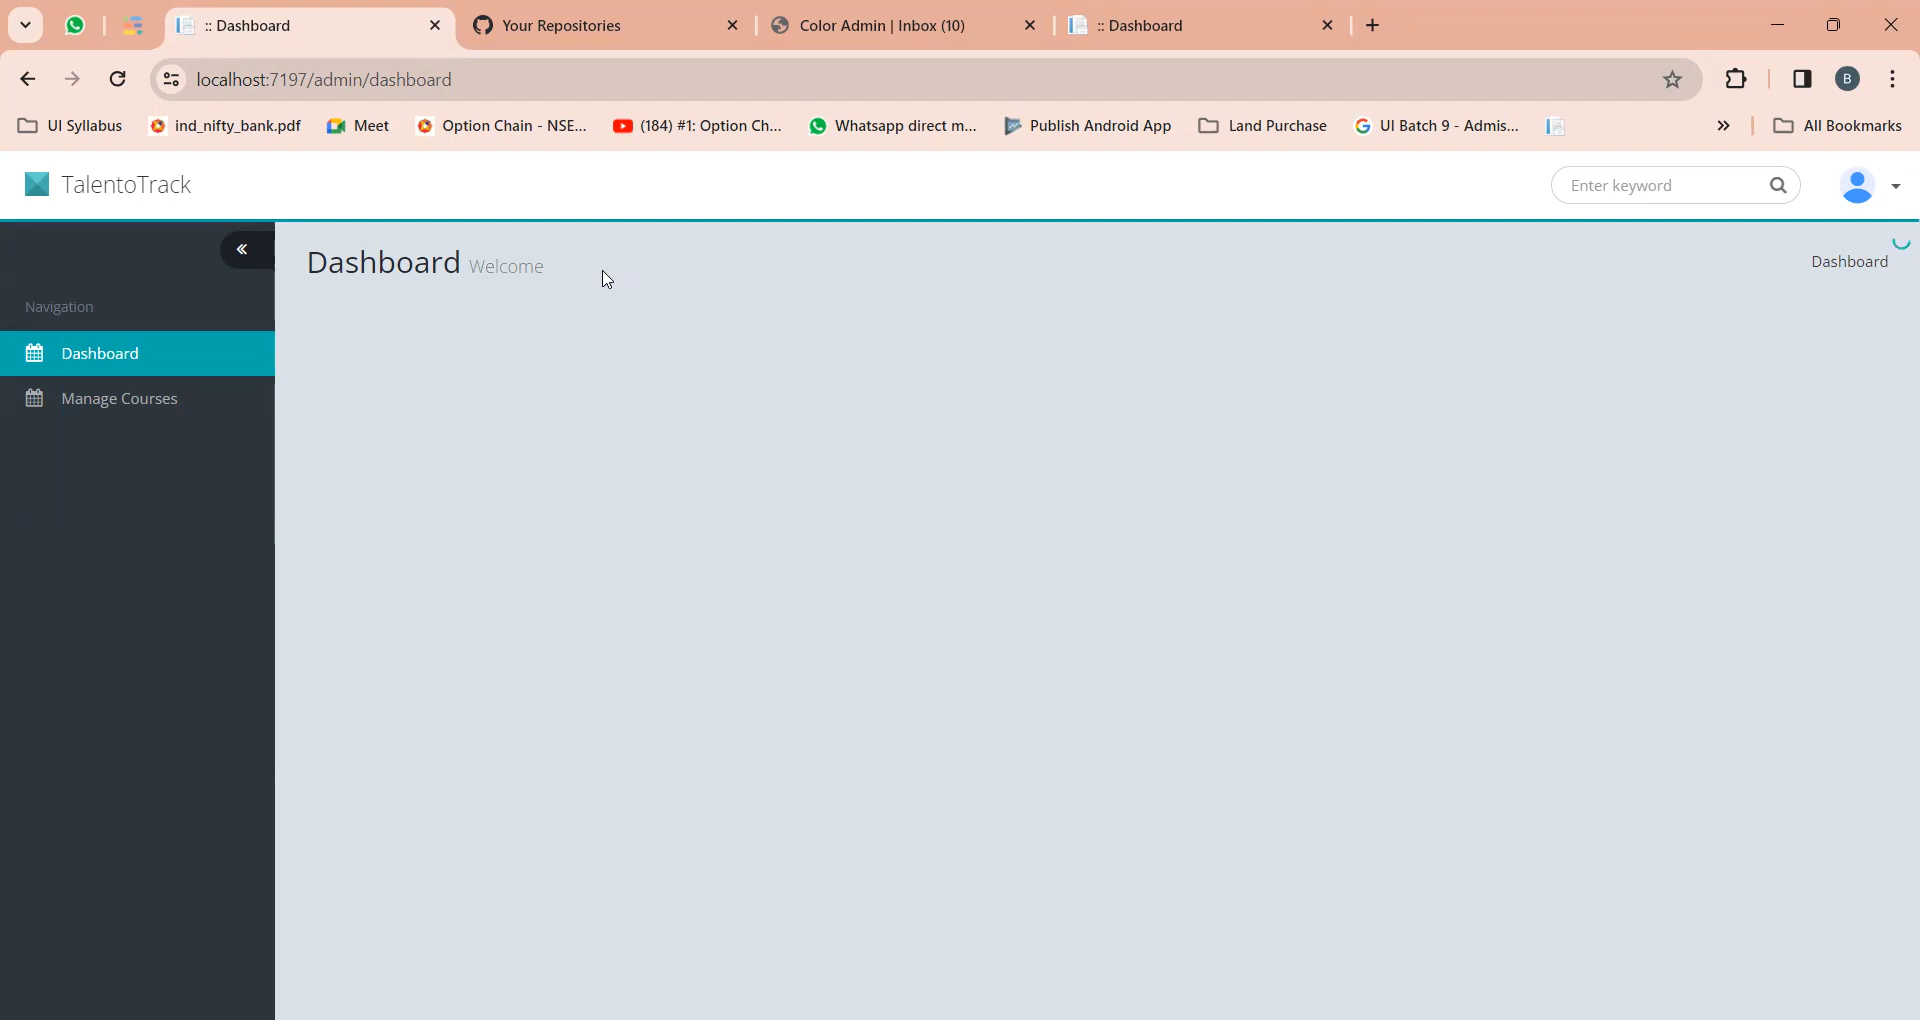 :: Dashboard
Your Repositories
Color Admin | Inbox (10)
:: Dashboard
localhost:7197/admin/dashboard
B
UI Syllabus
ind_nifty_bank.pdf
Meet
Option Chain - NSE...
(184) #1: Option Ch...
Whatsapp direct m...
Publish Android App
Land Purchase
UI Batch 9 - Admis...
All Bookmarks
TalentoTrack
Enter keyword
Dashboard Welcome
Dashboard
Navigation
Dashboard
Manage Courses